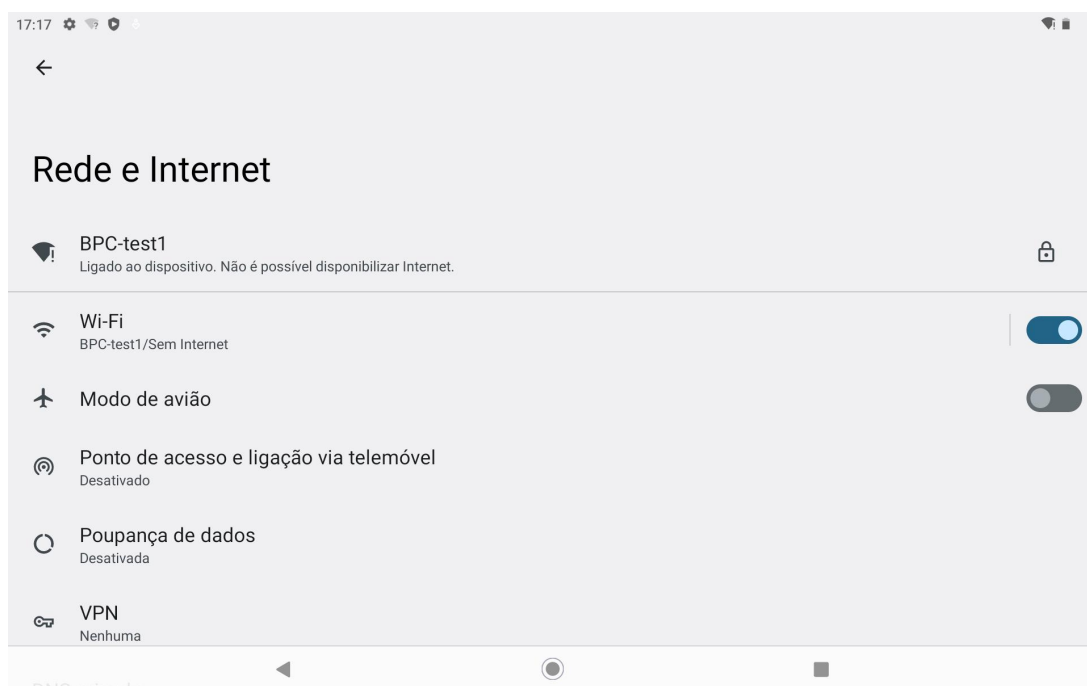 17:17
Rede e Internet
BPC-test1
Ligado ao dispositivo. Não é possível disponibilizar Internet.
Wi-Fi
BPC-test1/Sem Internet
Modo de avião
Ponto de acesso e ligação via telemóvel
Desativado
Poupança de dados
Desativada
VPN
Nenhuma